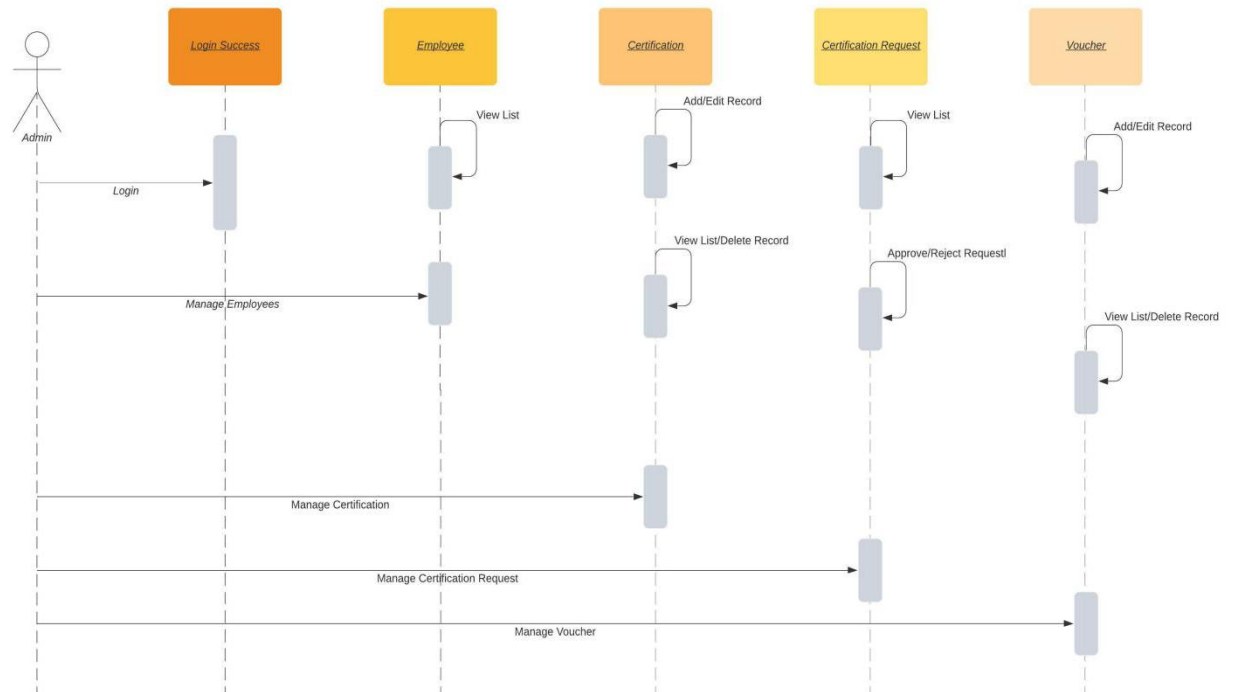 Login Success
Employee
Certification
Certification Request
Voucher
Admin
View List
Add/Edit Record
View List
Add/Edit Record
Login
View List/Delete Record
Approve/Reject Requestl
Manage Employees
View List/Delete Record
Manage Certification
Manage Certification Request
Manage Voucher